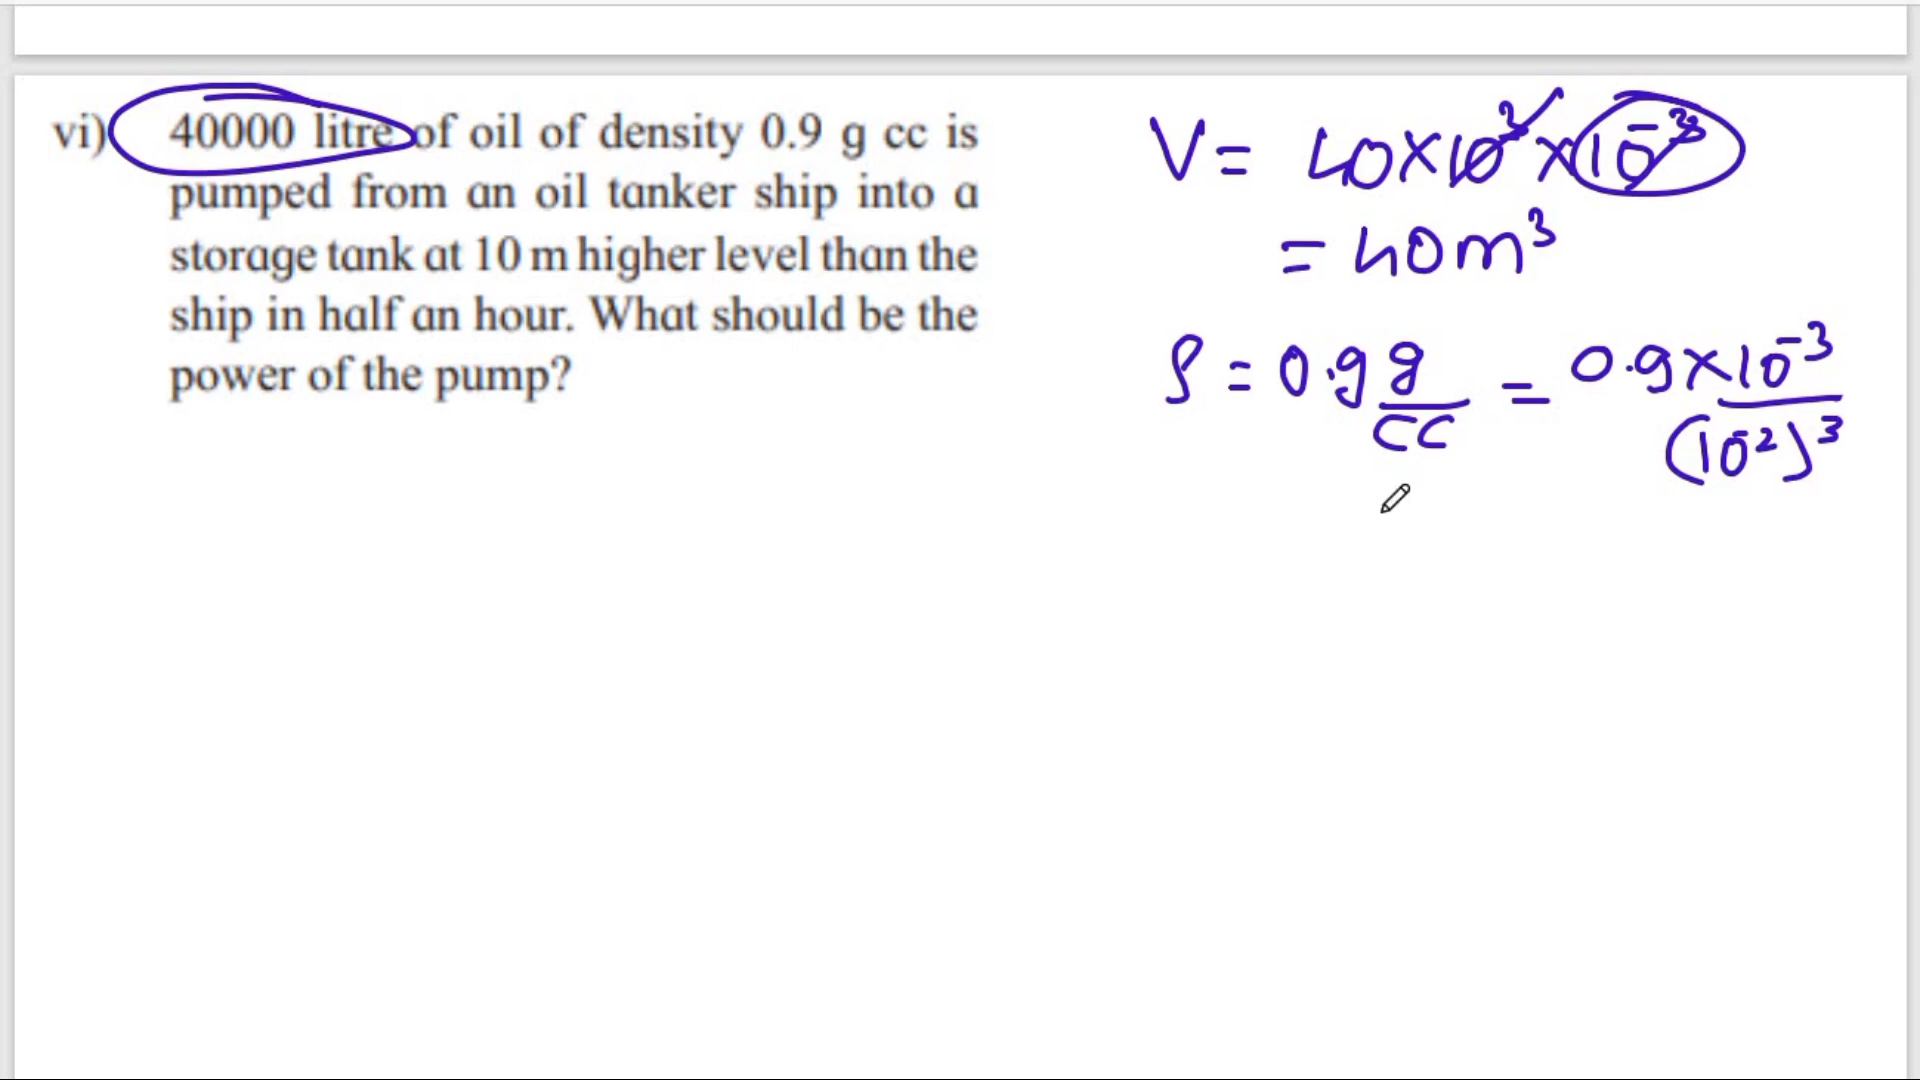 vi) 40000 litre of oil of density 0.9 g cc is
pumped from an oil tanker ship into a
storage tank at 10 m higher level than the
ship in half an hour. What should be the
power of the pump?
V = 40×10³×10⁻³
= 40m³
ρ = 0.9 g/cc = 0.9×10⁻³/(10⁻²)³